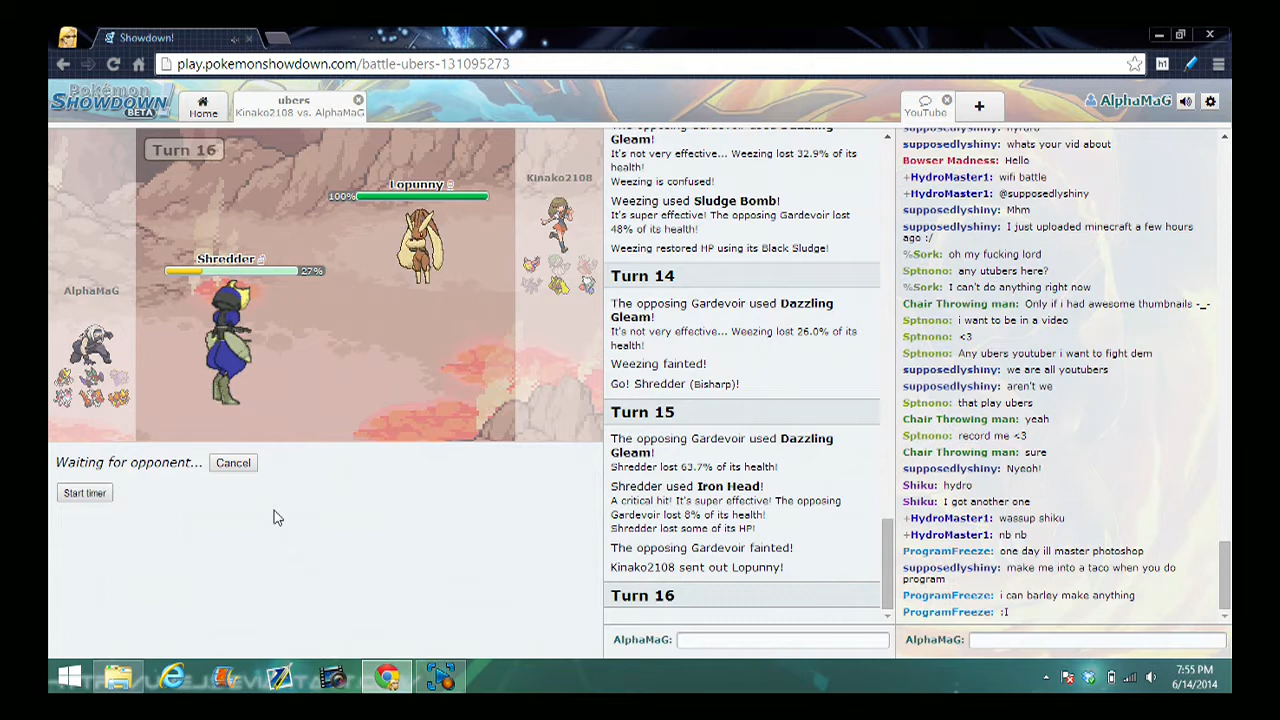 Showdown!
play.pokemonshowdown.com/battle-ubers-131095273
Pokémon
SHOWDOWN
BETA
Home
ubers
Kinako2108 vs. AlphaMaG
YouTube
+
AlphaMaG
Turn 16
Lopunny
100%
Kinako2108
Shredder
27%
AlphaMaG
Waiting for opponent...
Cancel
Start timer
The opposing Gardevoir used Dazzling
Gleam!
It's not very effective... Weezing lost 32.9% of its
health!
Weezing is confused!
Weezing used Sludge Bomb!
It's super effective! The opposing Gardevoir lost
48% of its health!
Weezing restored HP using its Black Sludge!
Turn 14
The opposing Gardevoir used Dazzling
Gleam!
It's not very effective... Weezing lost 26.0% of its
health!
Weezing fainted!
Go! Shredder (Bisharp)!
Turn 15
The opposing Gardevoir used Dazzling
Gleam!
Shredder lost 63.7% of its health!
Shredder used Iron Head!
A critical hit! It's super effective! The opposing
Gardevoir lost 8% of its health!
Shredder lost some of its HP!
The opposing Gardevoir fainted!
Kinako2108 sent out Lopunny!
Turn 16
AlphaMaG:
supposedlyshiny: hydro
supposedlyshiny: whats your vid about
Bowser Madness: Hello
+HydroMaster1: wifi battle
+HydroMaster1: @supposedlyshiny
supposedlyshiny: Mhm
supposedlyshiny: I just uploaded minecraft a few hours
ago :/
%Sork: oh my fucking lord
Sptnono: any utubers here?
%Sork: I can't do anything right now
Chair Throwing man: Only if i had awesome thumbnails -_-
Sptnono: i want to be in a video
Sptnono: <3
Sptnono: Any ubers youtuber i want to fight dem
supposedlyshiny: we are all youtubers
supposedlyshiny: aren't we
Sptnono: that play ubers
Chair Throwing man: yeah
Sptnono: record me <3
Chair Throwing man: sure
supposedlyshiny: Nyeoh!
Shiku: hydro
Shiku: I got another one
+HydroMaster1: wassup shiku
+HydroMaster1: nb nb
ProgramFreeze: one day ill master photoshop
supposedlyshiny: make me into a taco when you do
program
ProgramFreeze: i can barley make anything
ProgramFreeze: :I
AlphaMaG:
7:55 PM
6/14/2014